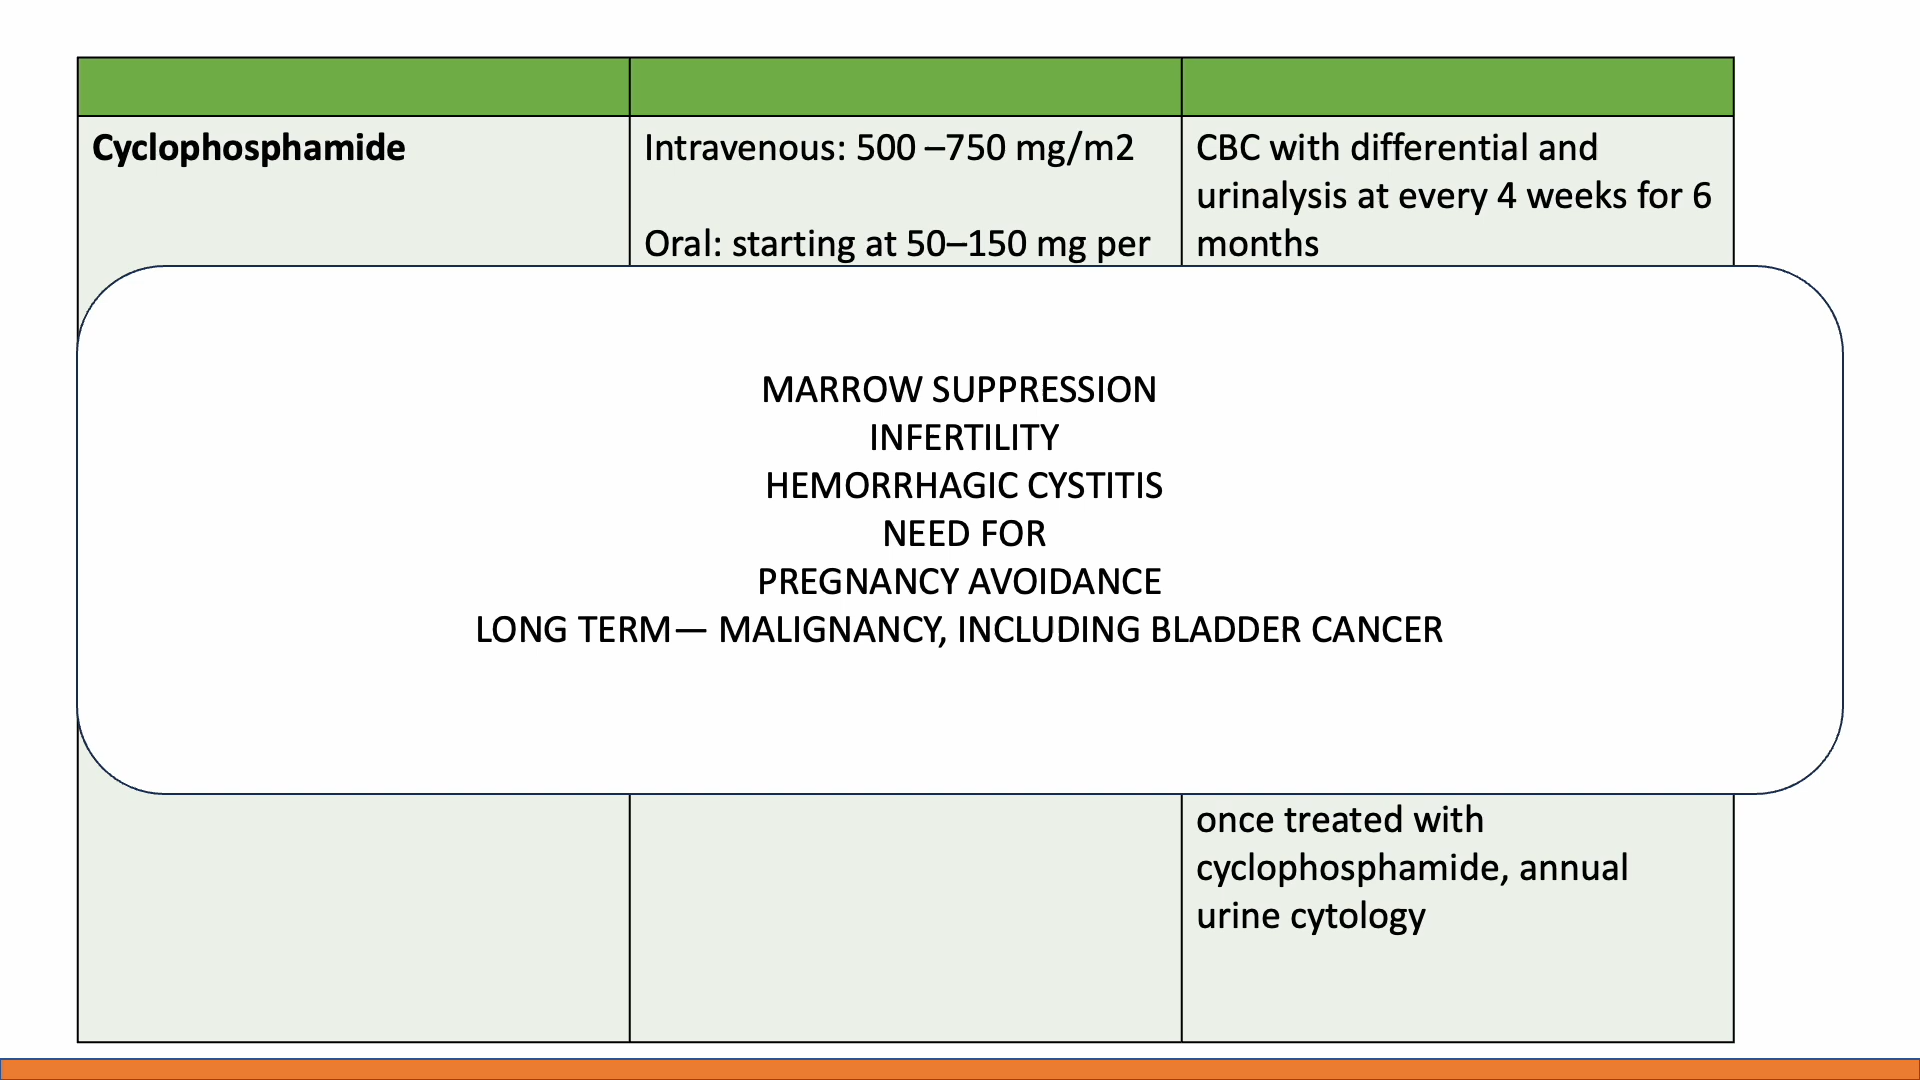 Cyclophosphamide
Intravenous: 500 –750 mg/m2
Oral: starting at 50–150 mg per
CBC with differential and
urinalysis at every 4 weeks for 6
months
MARROW SUPPRESSION
INFERTILITY
HEMORRHAGIC CYSTITIS
NEED FOR
PREGNANCY AVOIDANCE
LONG TERM— MALIGNANCY, INCLUDING BLADDER CANCER
once treated with
cyclophosphamide, annual
urine cytology